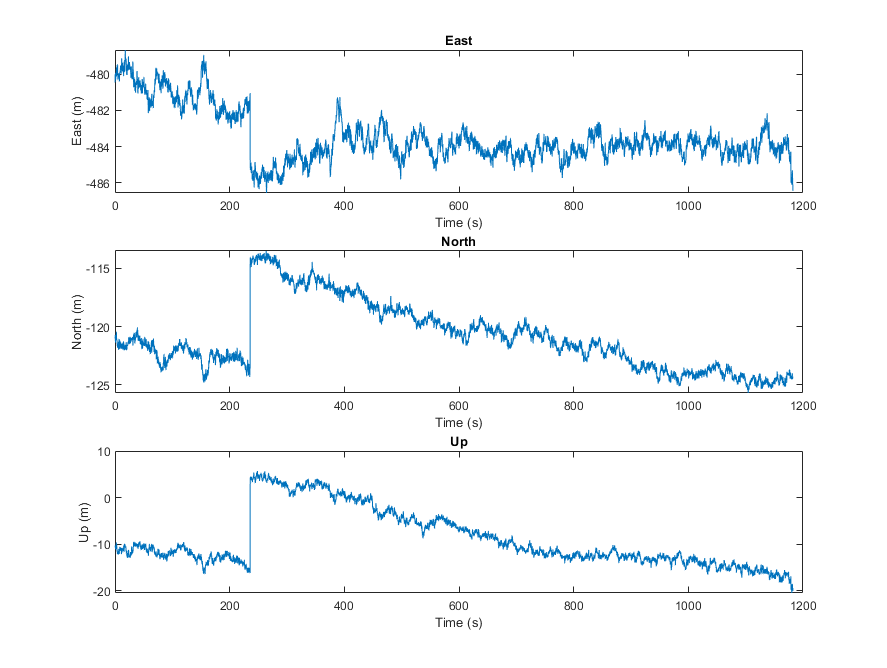 East
-480
-482
-484
-486
East (m)
0 200 400 600 800 1000 1200
Time (s)
North
-115
-120
-125
North (m)
0 200 400 600 800 1000 1200
Time (s)
Up
10
0
-10
-20
Up (m)
0 200 400 600 800 1000 1200
Time (s)